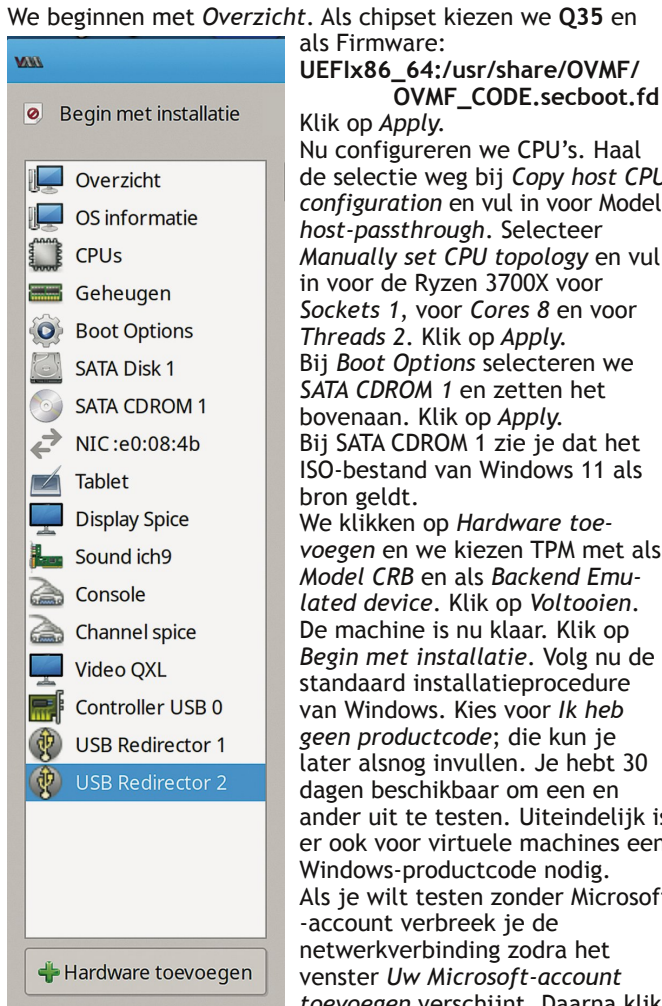 We beginnen met Overzicht. Als chipset kiezen we Q35 en
als Firmware:
UEFIx86_64:/usr/share/OVMF/
OVMF_CODE.secboot.fd
Klik op Apply.
Nu configureren we CPU's. Haal
de selectie weg bij Copy host CPU
configuration en vul in voor Model
host-passthrough. Selecteer
Manually set CPU topology en vul
in voor de Ryzen 3700X voor
Sockets 1, voor Cores 8 en voor
Threads 2. Klik op Apply.
Bij Boot Options selecteren we
SATA CDROM 1 en zetten het
bovenaan. Klik op Apply.
Bij SATA CDROM 1 zie je dat het
ISO-bestand van Windows 11 als
bron geldt.
We klikken op Hardware toe-
voegen en we kiezen TPM met als
Model CRB en als Backend Emu-
lated device. Klik op Voltooien.
De machine is nu klaar. Klik op
Begin met installatie. Volg nu de
standaard installatieprocedure
van Windows. Kies voor Ik heb
geen productcode; die kun je
later alsnog invullen. Je hebt 30
dagen beschikbaar om een en
ander uit te testen. Uiteindelijk is
er ook voor virtuele machines een
Windows-productcode nodig.
Als je wilt testen zonder Microsoft
-account verbreek je de
netwerkverbinding zodra het
venster Uw Microsoft-account
toevoegen verschijnt. Daarna klik
Begin met installatie
Overzicht
OS informatie
CPUs
Geheugen
Boot Options
SATA Disk 1
SATA CDROM 1
NIC :e0:08:4b
Tablet
Display Spice
Sound ich9
Console
Channel spice
Video QXL
Controller USB 0
USB Redirector 1
USB Redirector 2
Hardware toevoegen